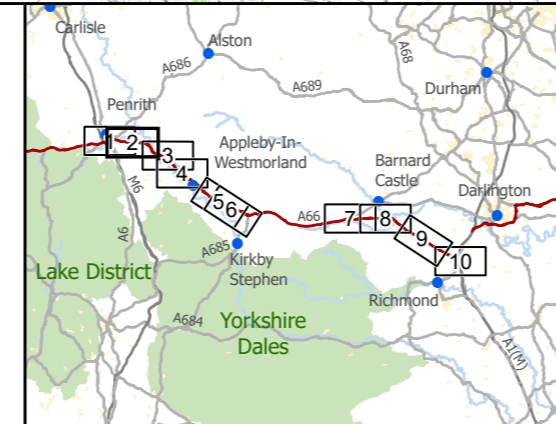 Carlisle
Alston
A686
A68
A689
Durham
Penrith
1
2
3
4
5
6
Appleby-In-
Westmorland
Barnard
Castle
Darlington
M6
A6
A66
7
8
9
10
A685
Kirkby
Stephen
Lake District
Richmond
A684
Yorkshire
Dales
A1(M)